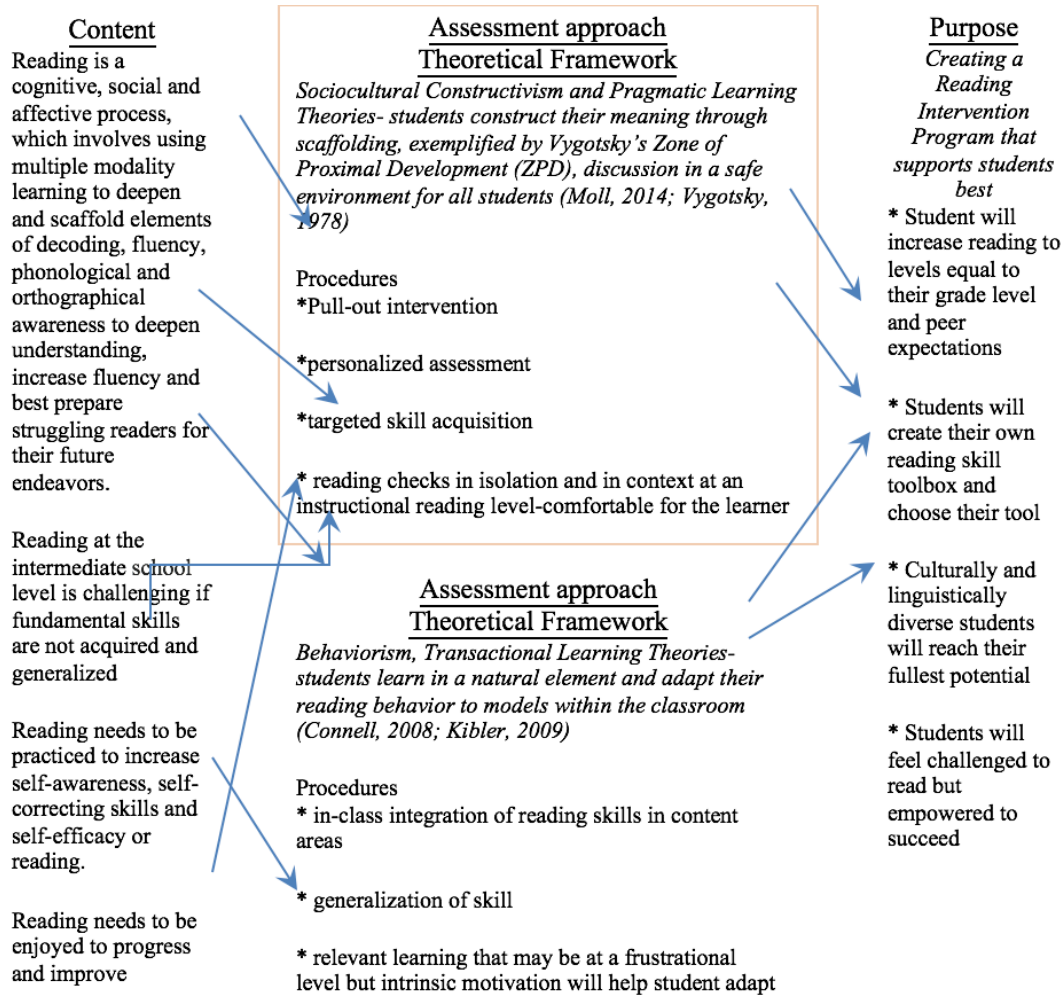 Content
Reading is a
cognitive, social and
affective process,
which involves using
multiple modality
learning to deepen
and scaffold elements
of decoding, fluency,
phonological and
orthographical
awareness to deepen
understanding,
increase fluency and
best prepare
struggling readers for
their future
endeavors.
Reading at the
intermediate school
level is challenging if
fundamental skills
are not acquired and
generalized
Reading needs to be
practiced to increase
self-awareness, self-
correcting skills and
self-efficacy or
reading.
Reading needs to be
enjoyed to progress
and improve
Assessment approach
Theoretical Framework
Sociocultural Constructivism and Pragmatic Learning
Theories- students construct their meaning through
scaffolding, exemplified by Vygotsky's Zone of
Proximal Development (ZPD), discussion in a safe
environment for all students (Moll, 2014; Vygotsky,
1978)
Procedures
*Pull-out intervention
*personalized assessment
*targeted skill acquisition
* reading checks in isolation and in context at an
instructional reading level-comfortable for the learner
Assessment approach
Theoretical Framework
Behaviorism, Transactional Learning Theories-
students learn in a natural element and adapt their
reading behavior to models within the classroom
(Connell, 2008; Kibler, 2009)
Procedures
* in-class integration of reading skills in content
areas
* generalization of skill
* relevant learning that may be at a frustrational
level but intrinsic motivation will help student adapt
Purpose
Creating a
Reading
Intervention
Program that
supports students
best
* Student will
increase reading to
levels equal to
their grade level
and peer
expectations
* Students will
create their own
reading skill
toolbox and
choose their tool
* Culturally and
linguistically
diverse students
will reach their
fullest potential
* Students will
feel challenged to
read but
empowered to
succeed